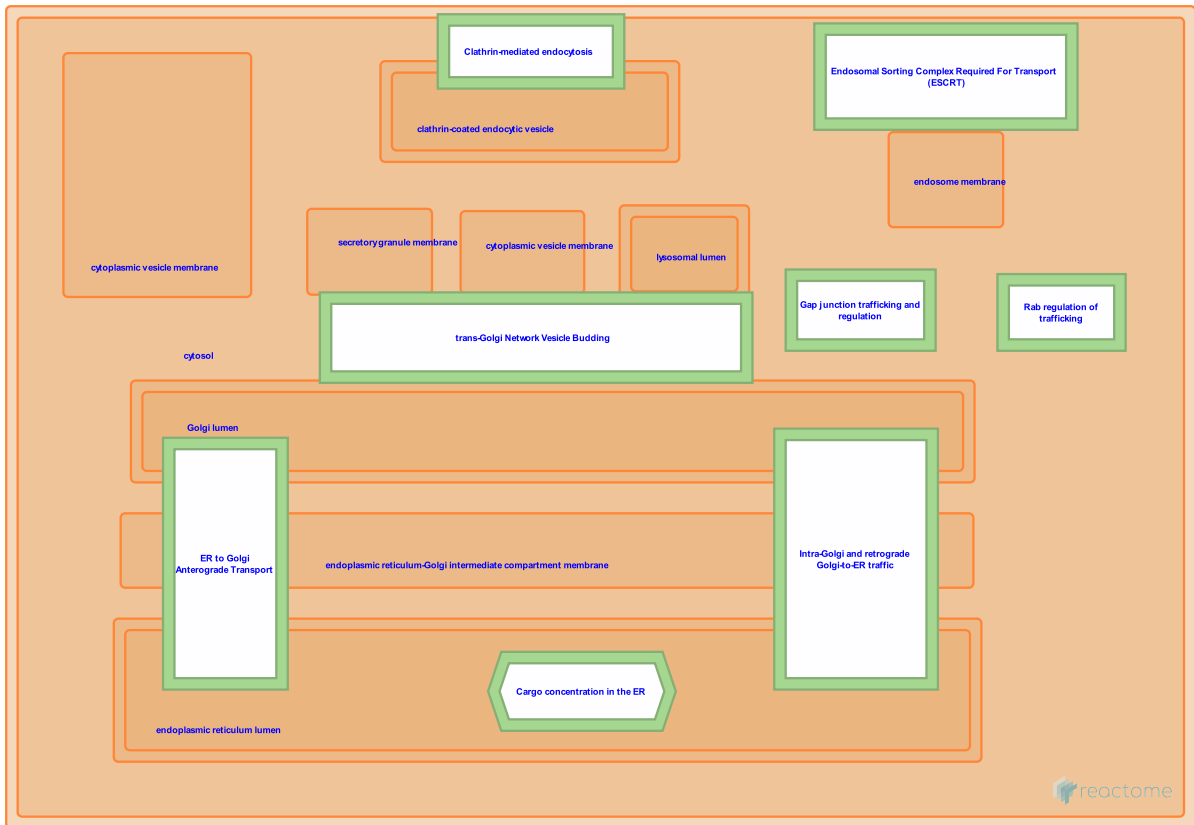 Clathrin-mediated endocytosis
Endosomal Sorting Complex Required For Transport
(ESCRT)
clathrin-coated endocytic vesicle
endosome membrane
secretory granule membrane
cytoplasmic vesicle membrane
lysosomal lumen
cytoplasmic vesicle membrane
Gap junction trafficking and
regulation
Rab regulation of
trafficking
trans-Golgi Network Vesicle Budding
cytosol
Golgi lumen
ER to Golgi
Anterograde Transport
endoplasmic reticulum-Golgi intermediate compartment membrane
Intra-Golgi and retrograde
Golgi-to-ER traffic
Cargo concentration in the ER
endoplasmic reticulum lumen
reactome